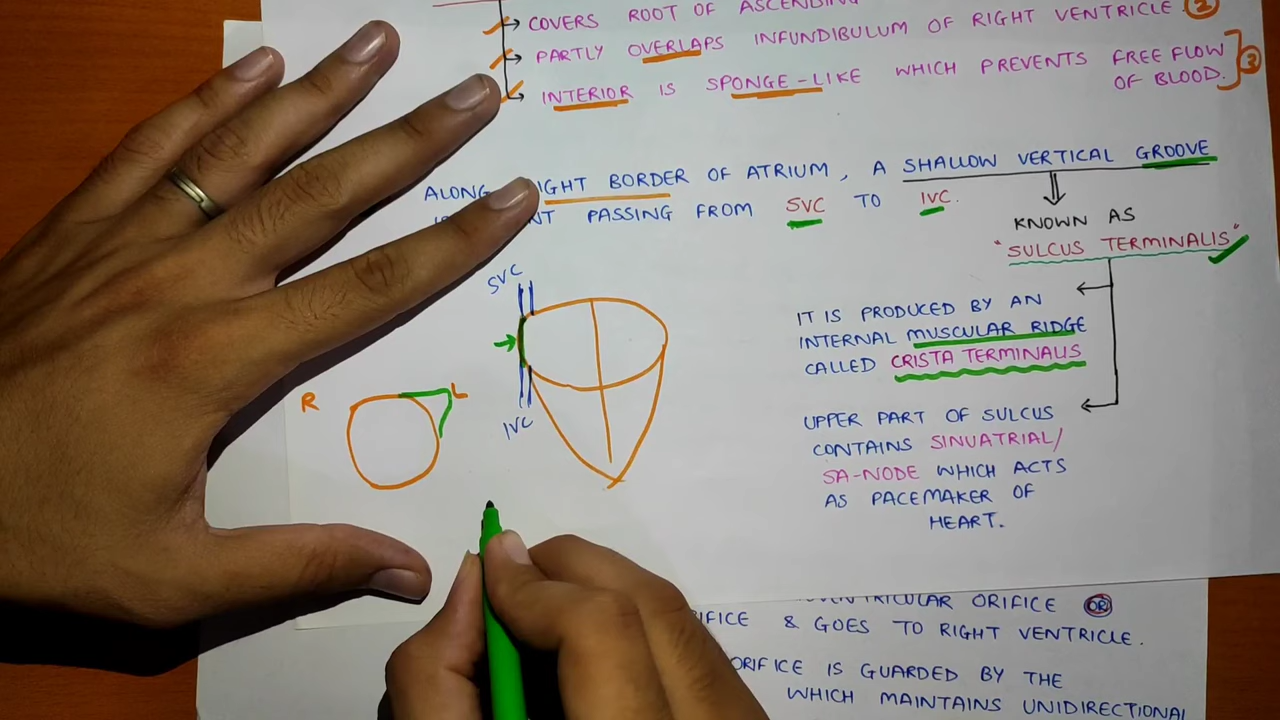 COVERS ROOT OF ASCENDING
PARTLY OVERLAPS INFUNDIBULUM OF RIGHT VENTRICLE. 2
INTERIOR IS SPONGE-LIKE WHICH PREVENTS FREE FLOW
OF BLOOD. 3
ALONG RIGHT BORDER OF ATRIUM, A SHALLOW VERTICAL GROOVE
PASSING FROM SVC TO IVC.
KNOWN AS
"SULCUS TERMINALIS"
SVC
IVC
R
L
IT IS PRODUCED BY AN
INTERNAL MUSCULAR RIDGE
CALLED CRISTA TERMINALIS
UPPER PART OF SULCUS
CONTAINS SINUATRIAL/
SA-NODE WHICH ACTS
AS PACEMAKER OF
HEART.
ORIFICE OR
& GOES TO RIGHT VENTRICLE.
ORIFICE IS GUARDED BY THE
WHICH MAINTAINS UNIDIRECTIONAL